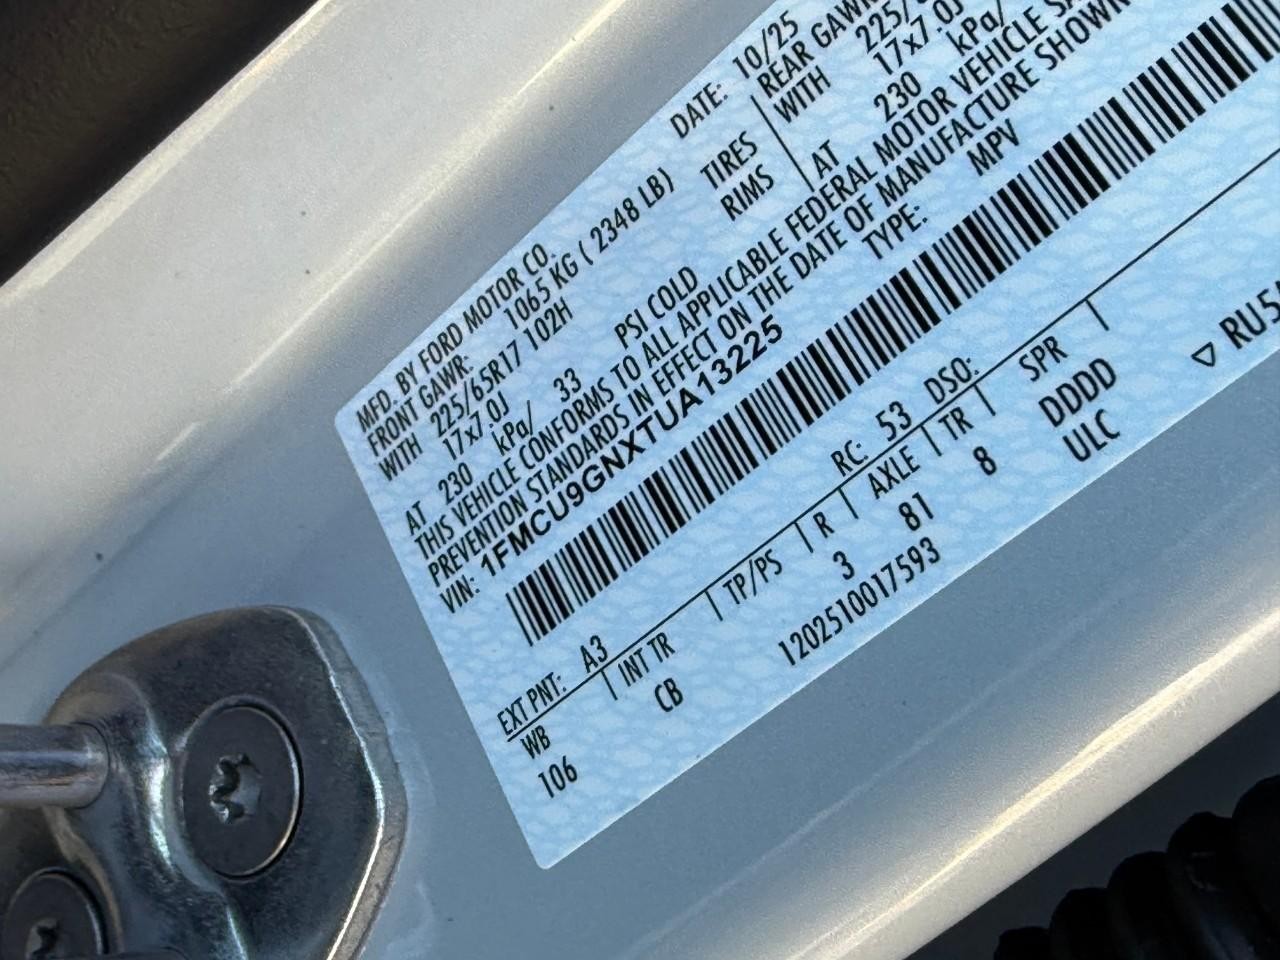 MFD. BY FORD MOTOR CO.
DATE: 10/25
FRONT GAWR: 1065 KG ( 2348 LB)
REAR GAWR
WITH 225/65R17 102H TIRES
WITH
17x7.0J RIMS
17x7.0J
AT 230 kPa/ 33 PSI COLD
AT 230 kPa/
THIS VEHICLE CONFORMS TO ALL APPLICABLE FEDERAL MOTOR VEHICLE
PREVENTION STANDARDS IN EFFECT ON THE DATE OF MANUFACTURE SHOWN
VIN: 1FMCU9GNXTUA13225
TYPE: MPV
EXT PNT: A3 RC: 53 DSO:
WB | INT TR | TP/PS | R | AXLE | TR | SPR |
106 CB 3 81 8 DDDD
1202510017593 ULC
▽ RU5